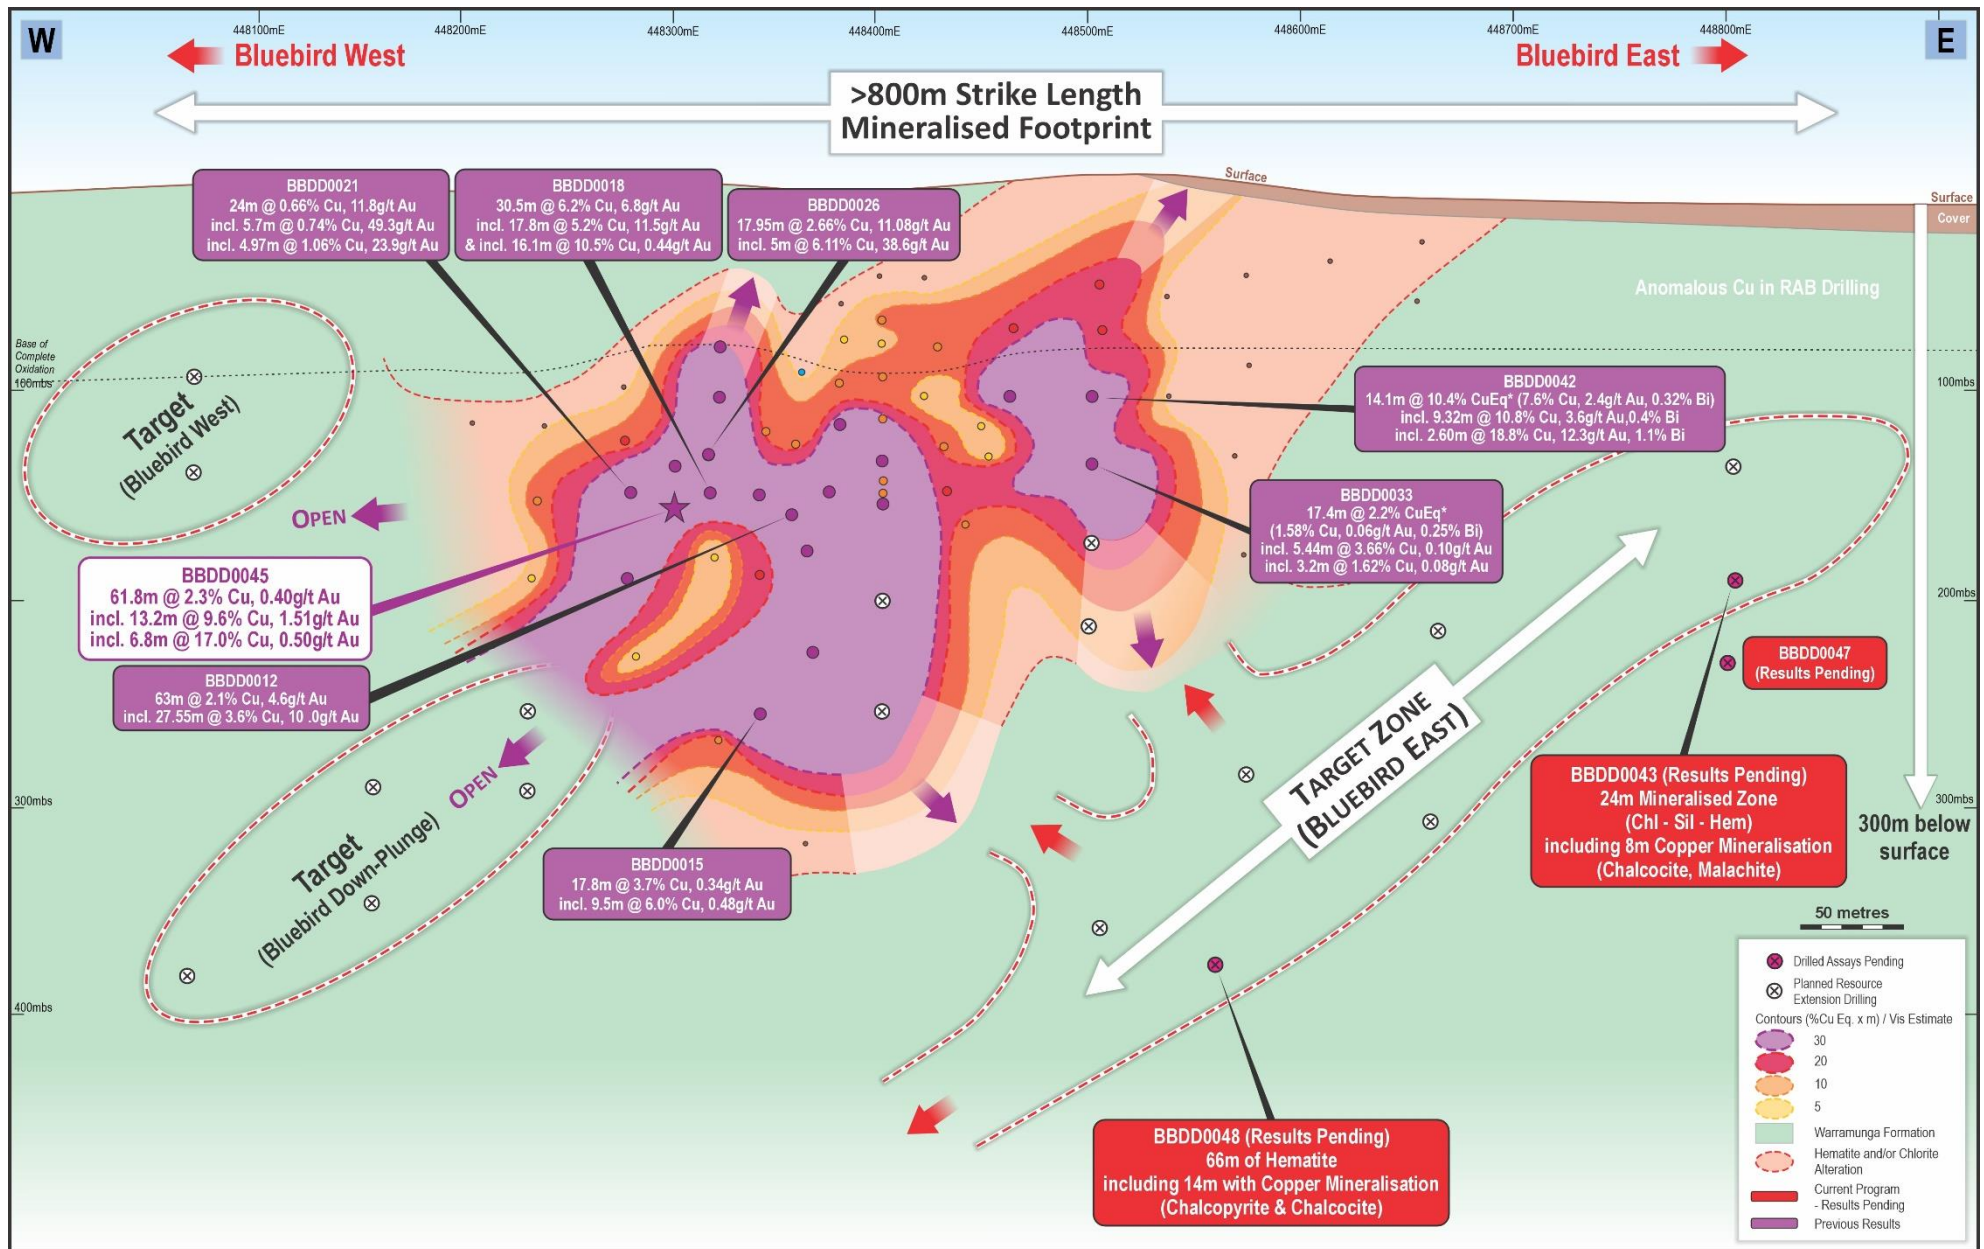 448100mE
448200mE
448300mE
448400mE
448500mE
448600mE
448700mE
448800mE
W
E
Bluebird West
Bluebird East
>800m Strike Length
Mineralised Footprint
Surface
Surface
Cover
BBDD0021
24m @ 0.66% Cu, 11.8g/t Au
incl. 5.7m @ 0.74% Cu, 49.3g/t Au
incl. 4.97m @ 1.06% Cu, 23.9g/t Au
BBDD0018
30.5m @ 6.2% Cu, 6.8g/t Au
incl. 17.8m @ 5.2% Cu, 11.5g/t Au
& incl. 16.1m @ 10.5% Cu, 0.44g/t Au
BBDD0026
17.95m @ 2.66% Cu, 11.08g/t Au
incl. 5m @ 6.11% Cu, 38.6g/t Au
Anomalous Cu in RAB Drilling
Base of
Complete
Oxidation
100mbs
100mbs
Target
(Bluebird West)
BBDD0042
14.1m @ 10.4% CuEq* (7.6% Cu, 2.4g/t Au, 0.32% Bi)
incl. 9.32m @ 10.8% Cu, 3.6g/t Au,0.4% Bi
incl. 2.60m @ 18.8% Cu, 12.3g/t Au, 1.1% Bi
OPEN
BBDD0033
17.4m @ 2.2% CuEq*
(1.58% Cu, 0.06g/t Au, 0.25% Bi)
incl. 5.44m @ 3.66% Cu, 0.10g/t Au
incl. 3.2m @ 1.62% Cu, 0.08g/t Au
BBDD0045
61.8m @ 2.3% Cu, 0.40g/t Au
incl. 13.2m @ 9.6% Cu, 1.51g/t Au
incl. 6.8m @ 17.0% Cu, 0.50g/t Au
200mbs
BBDD0047
(Results Pending)
BBDD0012
63m @ 2.1% Cu, 4.6g/t Au
incl. 27.55m @ 3.6% Cu, 10 .0g/t Au
OPEN
TARGET ZONE
(BLUEBIRD EAST)
BBDD0043 (Results Pending)
24m Mineralised Zone
(Chl - Sil - Hem)
including 8m Copper Mineralisation
(Chalcocite, Malachite)
300mbs
300mbs
300m below
surface
Target
(Bluebird Down-Plunge)
BBDD0015
17.8m @ 3.7% Cu, 0.34g/t Au
incl. 9.5m @ 6.0% Cu, 0.48g/t Au
400mbs
50 metres
Drilled Assays Pending
Planned Resource
Extension Drilling
Contours (%Cu Eq. x m) / Vis Estimate
30
20
10
5
Warramunga Formation
Hematite and/or Chlorite
Alteration
Current Program
- Results Pending
Previous Results
BBDD0048 (Results Pending)
66m of Hematite
including 14m with Copper Mineralisation
(Chalcopyrite & Chalcocite)